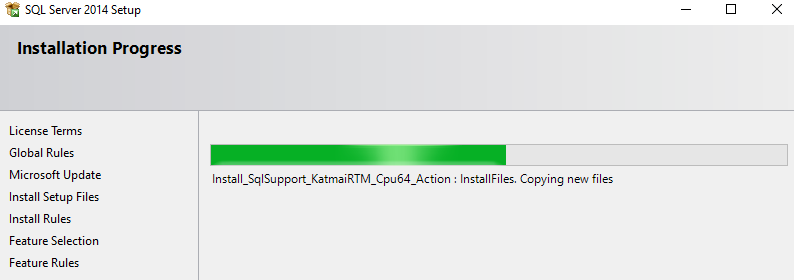 SQL Server 2014 Setup
Installation Progress
License Terms
Global Rules
Microsoft Update
Install Setup Files
Install Rules
Feature Selection
Feature Rules
Install_SqlSupport_KatmaiRTM_Cpu64_Action : InstallFiles. Copying new files